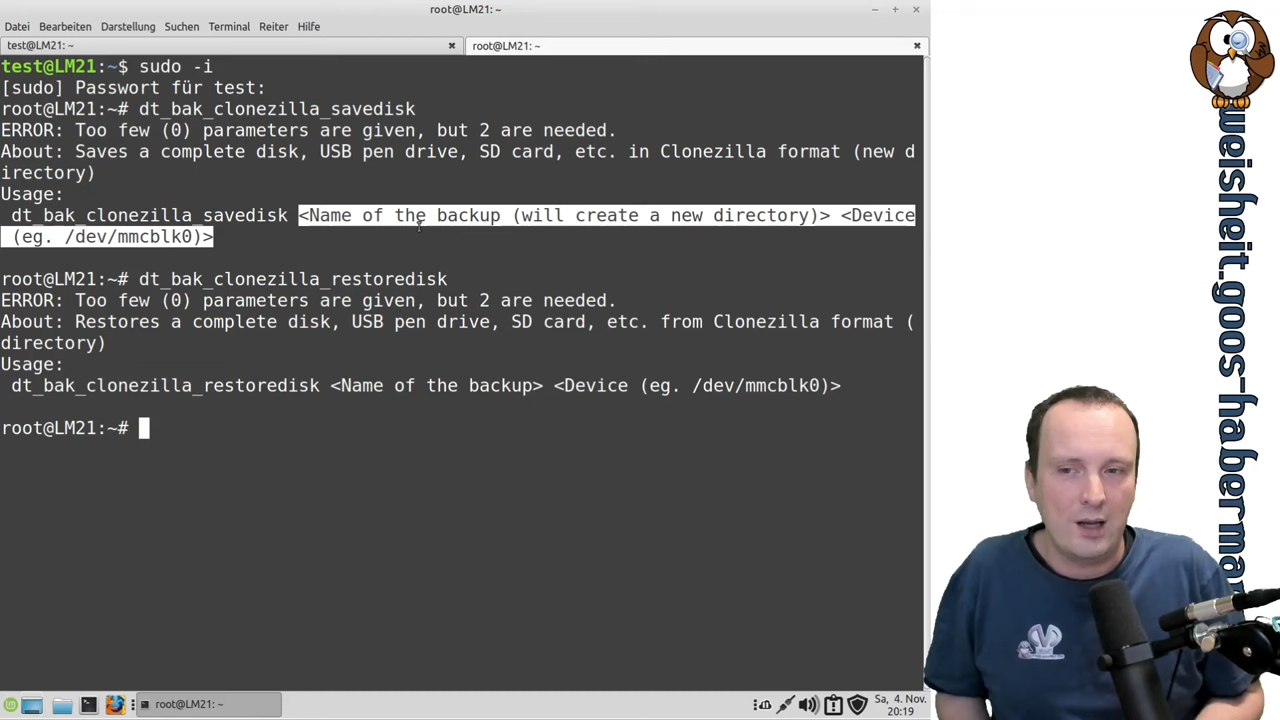 root@LM21: ~
Datei Bearbeiten Darstellung Suchen Terminal Reiter Hilfe
test@LM21: ~
root@LM21: ~
test@LM21:~$ sudo -i
[sudo] Passwort für test:
root@LM21:~# dt_bak_clonezilla_savedisk
ERROR: Too few (0) parameters are given, but 2 are needed.
About: Saves a complete disk, USB pen drive, SD card, etc. in Clonezilla format (new d
irectory)
Usage:
dt_bak_clonezilla_savedisk <Name of the backup (will create a new directory)> <Device
(eg. /dev/mmcblk0)>
root@LM21:~# dt_bak_clonezilla_restoredisk
ERROR: Too few (0) parameters are given, but 2 are needed.
About: Restores a complete disk, USB pen drive, SD card, etc. from Clonezilla format (
directory)
Usage:
dt_bak_clonezilla_restoredisk <Name of the backup> <Device (eg. /dev/mmcblk0)>
root@LM21:~#
root@LM21: ~
Sa, 4. Nov.
20:19
weisheit.goos-haberma